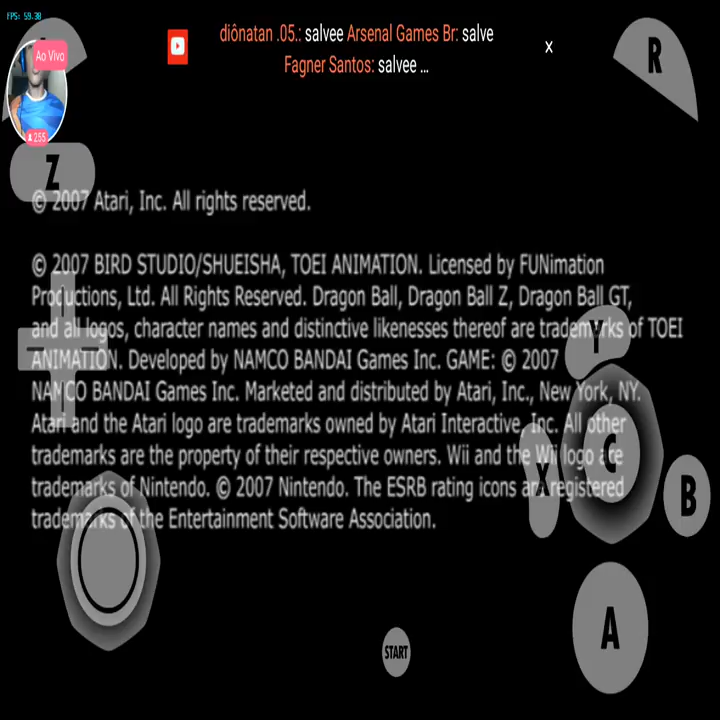 FPS: 59.38
diônatan .05.: salvee Arsenal Games Br: salve
Fagner Santos: salvee ...
x
R
Ao Vivo
255
Z
© 2007 Atari, Inc. All rights reserved.
© 2007 BIRD STUDIO/SHUEISHA, TOEI ANIMATION. Licensed by FUNimation
Productions, Ltd. All Rights Reserved. Dragon Ball, Dragon Ball Z, Dragon Ball GT,
and all logos, character names and distinctive likenesses thereof are trademarks of TOEI
ANIMATION. Developed by NAMCO BANDAI Games Inc. GAME: © 2007
NAMCO BANDAI Games Inc. Marketed and distributed by Atari, Inc., New York, NY.
Atari and the Atari logo are trademarks owned by Atari Interactive, Inc. All other
trademarks are the property of their respective owners. Wii and the Wii logo are
trademarks of Nintendo. © 2007 Nintendo. The ESRB rating icons are registered
trademarks of the Entertainment Software Association.
Y
C
X
B
A
START